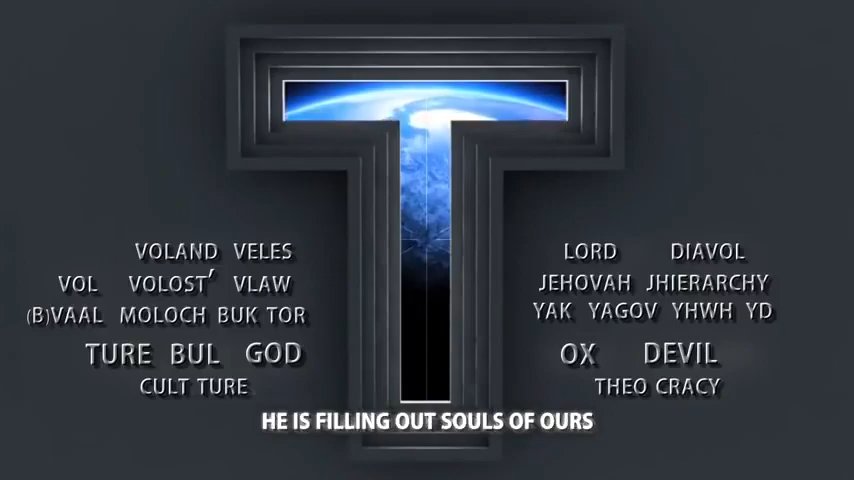 T
VOLAND VELES
VOL VOLOST' VLAW
(B)VAAL MOLOCH BUK TOR
TURE BUL GOD
CULT TURE
LORD DIAVOL
JEHOVAH JHIERARCHY
YAK YAGOV YHWH YD
OX DEVIL
THEO CRACY
HE IS FILLING OUT SOULS OF OURS